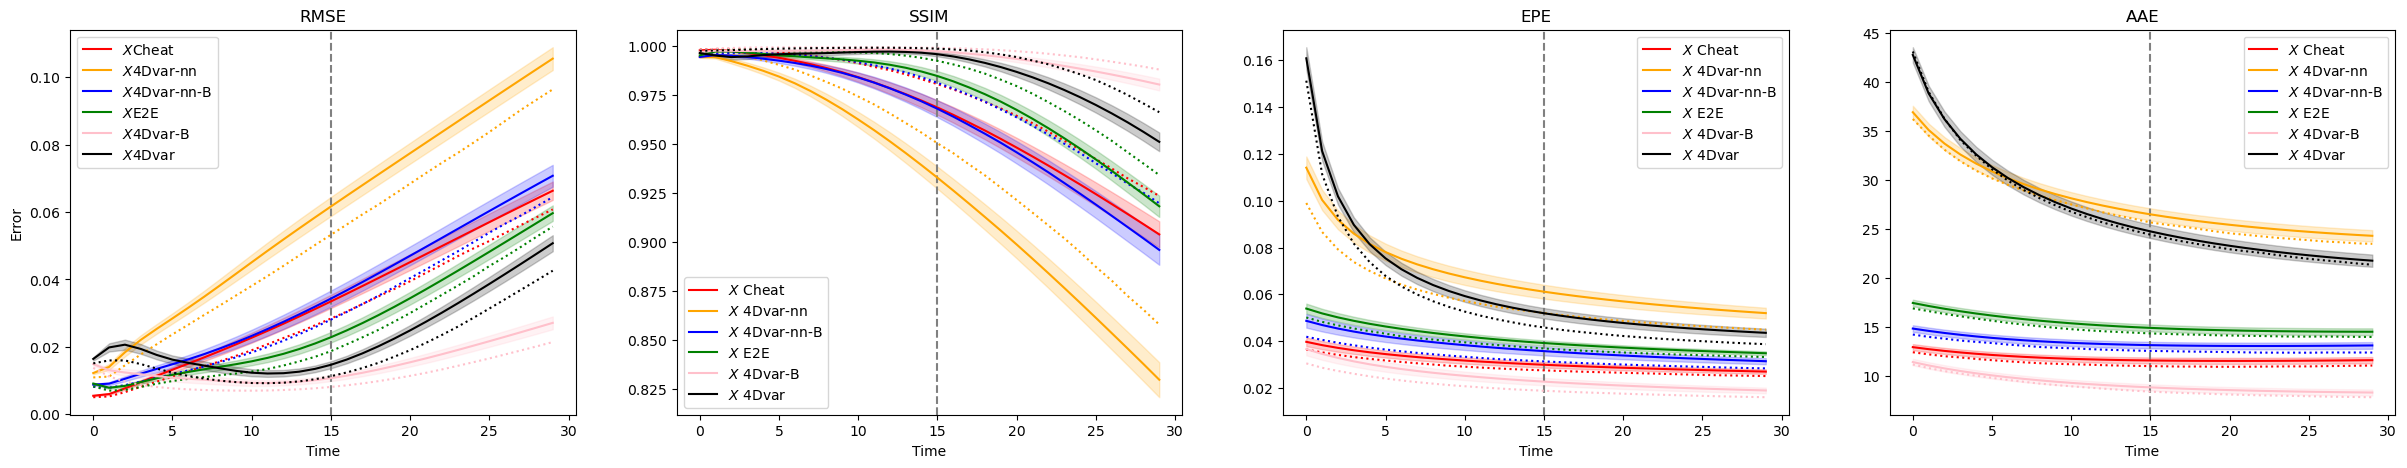 RMSE
0.10
0.08
0.06
0.04
0.02
0.00
Error
XCheat
X4Dvar-nn
X4Dvar-nn-B
XE2E
X4Dvar-B
X4Dvar
0 5 10 15 20 25 30
Time
SSIM
1.000
0.975
0.950
0.925
0.900
0.875
0.850
0.825
X Cheat
X 4Dvar-nn
X 4Dvar-nn-B
X E2E
X 4Dvar-B
X 4Dvar
0 5 10 15 20 25 30
Time
EPE
0.16
0.14
0.12
0.10
0.08
0.06
0.04
0.02
X Cheat
X 4Dvar-nn
X 4Dvar-nn-B
X E2E
X 4Dvar-B
X 4Dvar
0 5 10 15 20 25 30
Time
AAE
45
40
35
30
25
20
15
10
X Cheat
X 4Dvar-nn
X 4Dvar-nn-B
X E2E
X 4Dvar-B
X 4Dvar
0 5 10 15 20 25 30
Time